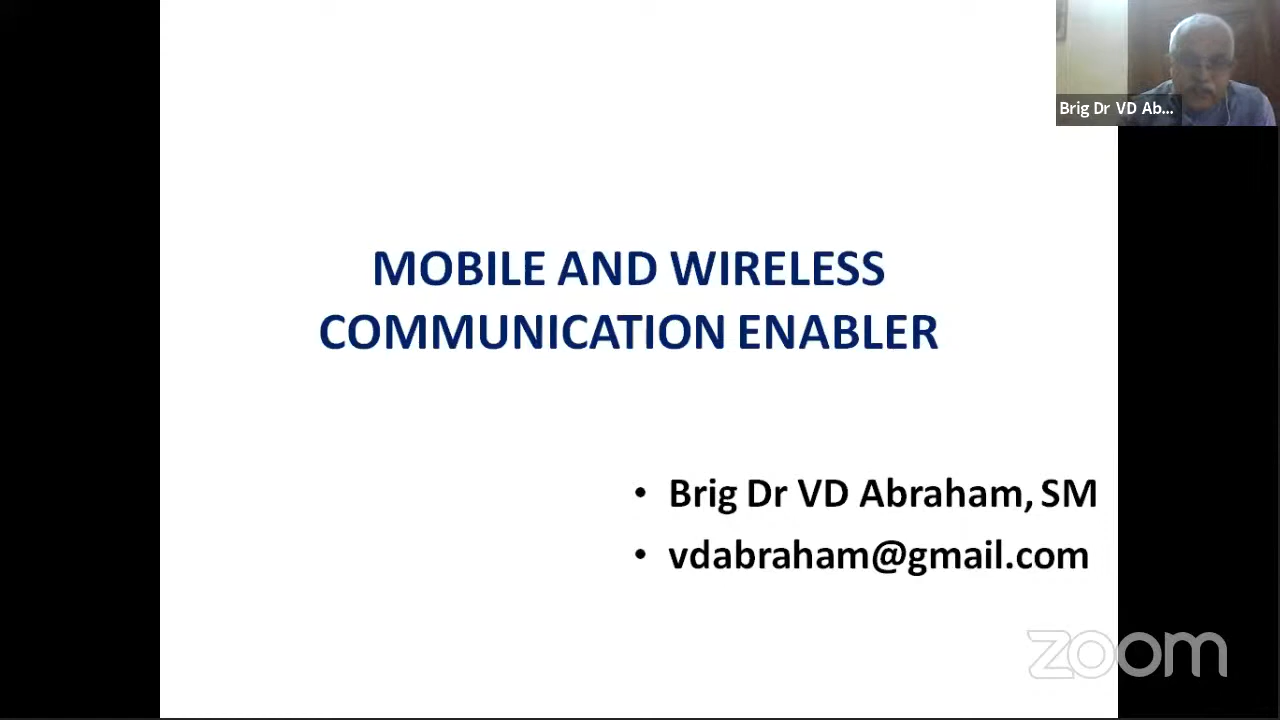 Brig Dr VD Ab...
MOBILE AND WIRELESS
COMMUNICATION ENABLER
• Brig Dr VD Abraham, SM
• vdabraham@gmail.com
zoom